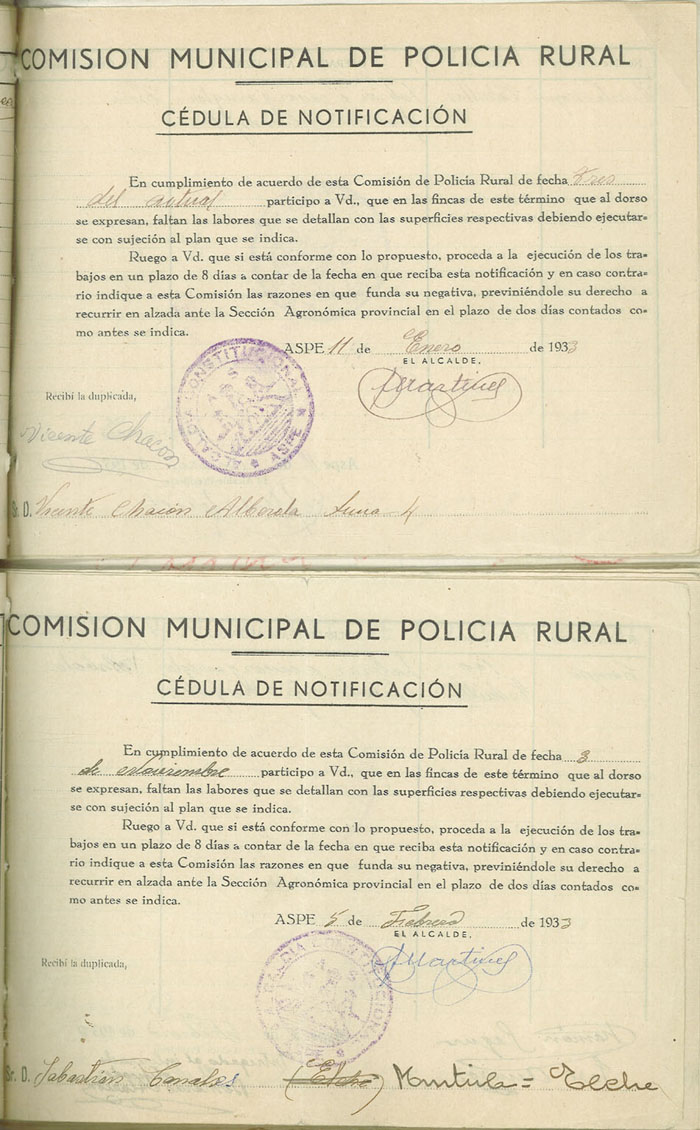 COMISION MUNICIPAL DE POLICIA RURAL
CÉDULA DE NOTIFICACIÓN
En cumplimiento de acuerdo de esta Comisión de Policía Rural de fecha tres
del actual participo a Vd., que en las fincas de este término que al dorso
se expresan, faltan las labores que se detallan con las superficies respectivas debiendo ejecutar=
se con sujeción al plan que se indica.
Ruego a Vd. que si está conforme con lo propuesto, proceda a la ejecución de los tra=
bajos en un plazo de 8 días a contar de la fecha en que reciba esta notificación y en caso contra=
rio indique a esta Comisión las razones en que funda su negativa, previniéndole su derecho a
recurrir en alzada ante la Sección Agronómica provincial en el plazo de dos días contados co=
mo antes se indica.
ASPE 11 de Enero de 1933
EL ALCALDE,
Martinez
ALCALDIA CONSTITUCIONAL ASPE
Recibí la duplicada,
Vicente Chacón
Sr. D. Vicente Chacón Luna 4
COMISION MUNICIPAL DE POLICIA RURAL
CÉDULA DE NOTIFICACIÓN
En cumplimiento de acuerdo de esta Comisión de Policía Rural de fecha 3
de participo a Vd., que en las fincas de este término que al dorso
se expresan, faltan las labores que se detallan con las superficies respectivas debiendo ejecutar=
se con sujeción al plan que se indica.
Ruego a Vd. que si está conforme con lo propuesto, proceda a la ejecución de los tra=
bajos en un plazo de 8 días a contar de la fecha en que reciba esta notificación y en caso contra=
rio indique a esta Comisión las razones en que funda su negativa, previniéndole su derecho a
recurrir en alzada ante la Sección Agronómica provincial en el plazo de dos días contados co=
mo antes se indica.
ASPE 5 de Febrero de 1933
EL ALCALDE,
Martinez
ALCALDIA CONSTITUCIONAL
Recibí la duplicada,
Sr. D. Sabastián Canales (Elche) = Elche